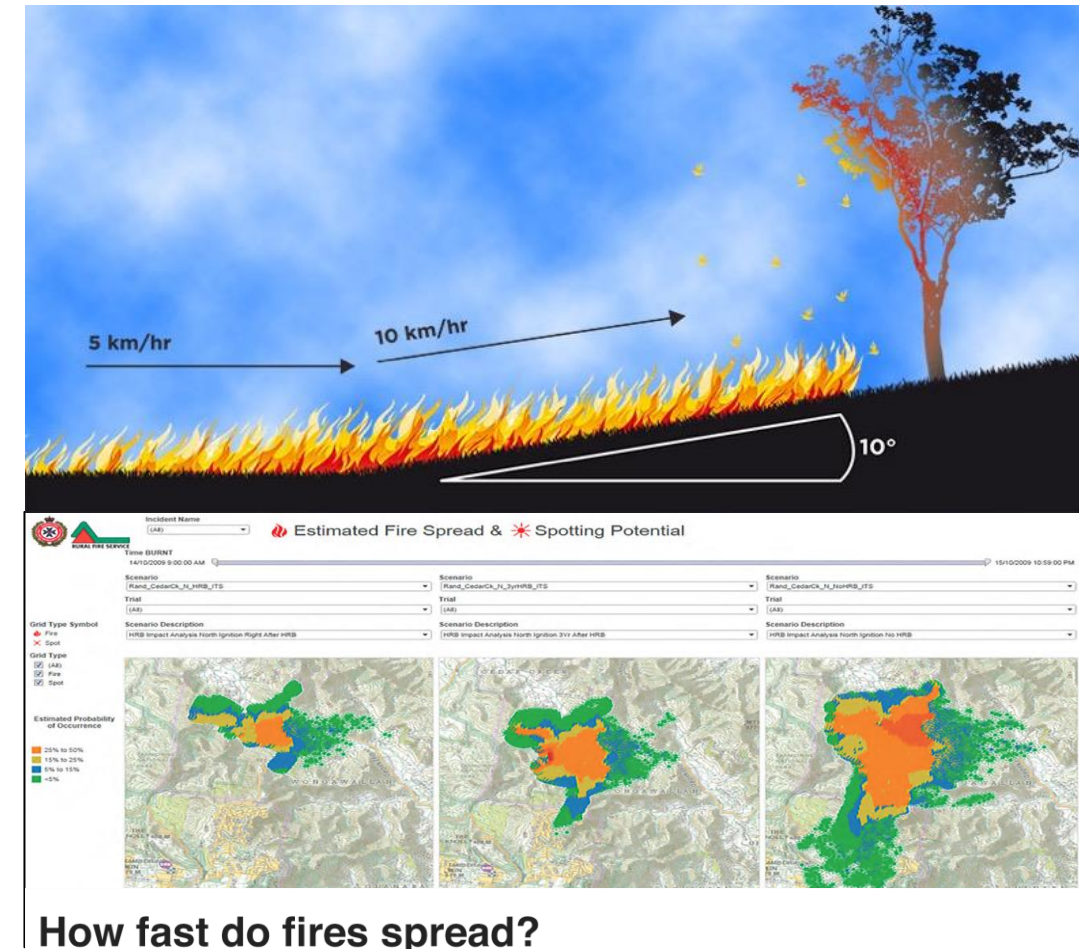 5 km/hr
10 km/hr
10°
RURAL FIRE SERVICE
Incident Name
(All)
Estimated Fire Spread & Spotting Potential
Time BURNT
14/10/2009 9:00:00 AM
15/10/2009 10:59:00 PM
Scenario
Rand_CedarCk_N_HRB_ITS
Trial
(All)
Scenario Description
HRB Impact Analysis North Ignition Right After HRB
Scenario
Rand_CedarCk_N_3yrHRB_ITS
Trial
(All)
Scenario Description
HRB Impact Analysis North Ignition 3Yr After HRB
Scenario
Rand_CedarCk_N_NoHRB_ITS
Trial
(All)
Scenario Description
HRB Impact Analysis North Ignition No HRB
Grid Type Symbol
Fire
Spot
Grid Type
(All)
Fire
Spot
Estimated Probability
of Occurrence
25% to 50%
15% to 25%
5% to 15%
<5%
How fast do fires spread?